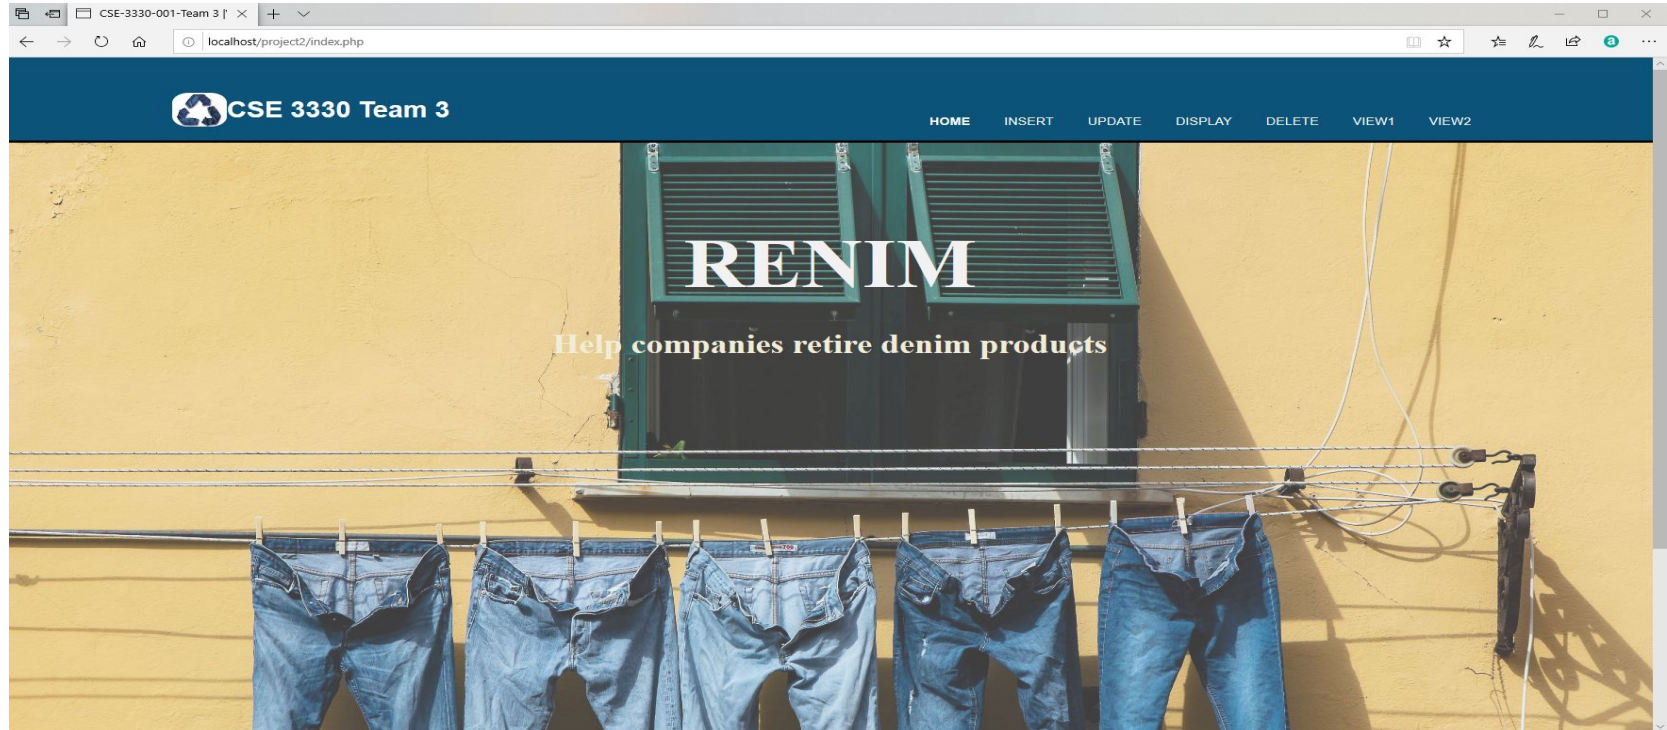 CSE-3330-001-Team 3 |
localhost/project2/index.php
CSE 3330 Team 3
HOME INSERT UPDATE DISPLAY DELETE VIEW1 VIEW2
RENIM
Help companies retire denim products